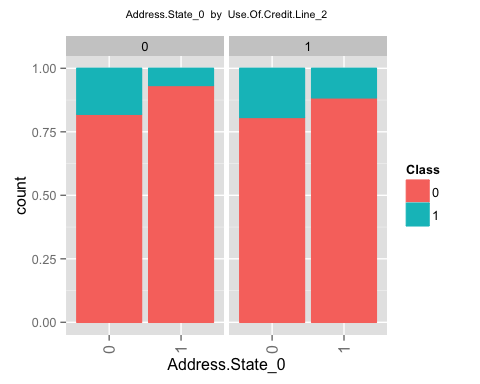 Address.State_0 by Use.Of.Credit.Line_2
0 1
1.00
0.75
0.50
0.25
0.00
count
0 1 0 1
Address.State_0
Class
0
1